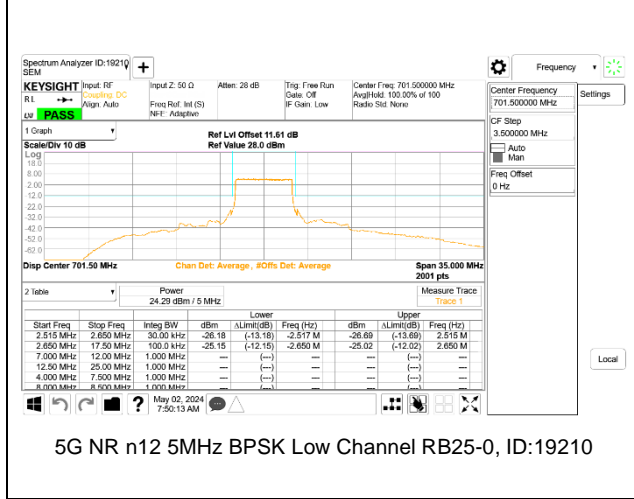 Spectrum Analyzer ID:19210
SEM
+
Frequency
KEYSIGHT
Input: RF
Coupling: DC
Align: Auto
Input Z: 50 Ω
Freq Ref: Int (S)
NFE: Adaptive
Atten: 28 dB
Trig: Free Run
Gate: Off
IF Gain: Low
Center Freq: 701.500000 MHz
Avg|Hold: 100.00% of 100
Radio Std: None
PASS
Center Frequency
701.500000 MHz
Settings
CF Step
3.500000 MHz
Auto
Man
Freq Offset
0 Hz
1 Graph
Ref Lvl Offset 11.61 dB
Scale/Div 10 dB
Ref Value 28.0 dBm
Log
18.0
8.00
2.00
12.0
-22.0
-32.0
-42.0
-52.0
-62.0
Disp Center 701.50 MHz
Chan Det: Average , #Offs Det: Average
Span 35.000 MHz
2001 pts
2 Table
Power
24.29 dBm / 5 MHz
Measure Trace
Trace 1
Lower Upper
Start Freq Stop Freq Integ BW dBm ΔLimit(dB) Freq (Hz) dBm ΔLimit(dB) Freq (Hz)
2.515 MHz 2.650 MHz 30.00 kHz -26.18 (-13.18) -2.517 M -26.69 (-13.69) 2.515 M
2.650 MHz 17.50 MHz 100.0 kHz -25.15 (-12.15) -2.650 M -25.02 (-12.02) 2.650 M
7.000 MHz 12.00 MHz 1.000 MHz --- (---) --- --- (---) ---
12.50 MHz 25.00 MHz 1.000 MHz --- (---) --- --- (---) ---
4.000 MHz 7.500 MHz 1.000 MHz --- (---) --- --- (---) ---
8.000 MHz 8.500 MHz 1.000 MHz --- (---) --- --- (---) ---
Local
?
May 02, 2024
7:50:13 AM
5G NR n12 5MHz BPSK Low Channel RB25-0, ID:19210